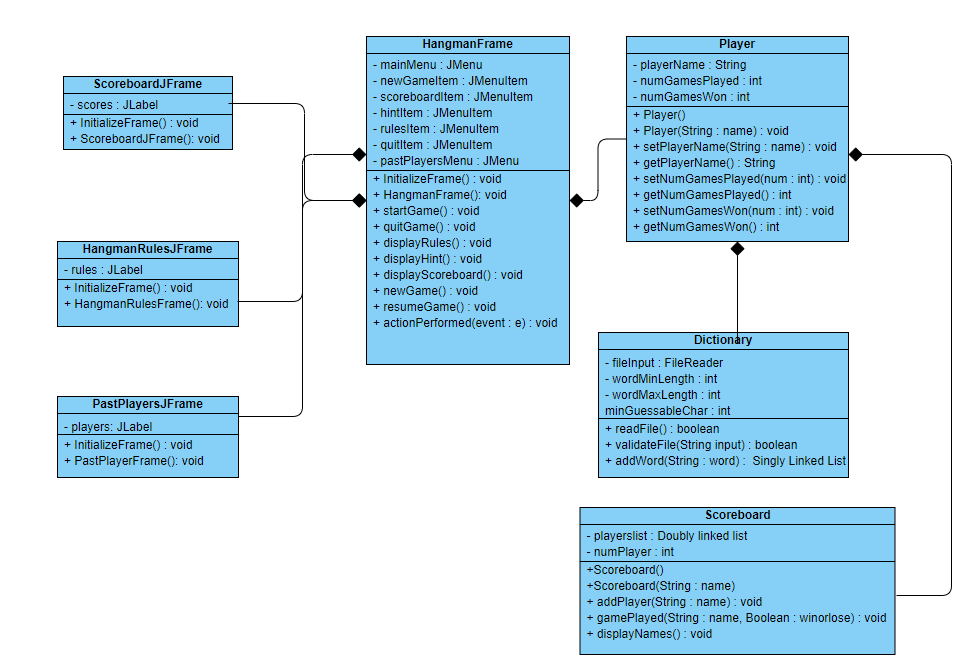 ScoreboardJFrame
- scores : JLabel
+ InitializeFrame() : void
+ ScoreboardJFrame(): void
HangmanRulesJFrame
- rules : JLabel
+ InitializeFrame() : void
+ HangmanRulesFrame(): void
PastPlayersJFrame
- players: JLabel
+ InitializeFrame() : void
+ PastPlayerFrame(): void
HangmanFrame
- mainMenu : JMenu
- newGameItem : JMenuItem
- scoreboardItem : JMenuItem
- hintItem : JMenuItem
- rulesItem : JMenuItem
- quitItem : JMenuItem
- pastPlayersMenu : JMenu
+ InitializeFrame() : void
+ HangmanFrame(): void
+ startGame() : void
+ quitGame() : void
+ displayRules() : void
+ displayHint() : void
+ displayScoreboard() : void
+ newGame() : void
+ resumeGame() : void
+ actionPerformed(event : e) : void
Player
- playerName : String
- numGamesPlayed : int
- numGamesWon : int
+ Player()
+ Player(String : name) : void
+ setPlayerName(String : name) : void
+ getPlayerName() : String
+ setNumGamesPlayed(num : int) : void
+ getNumGamesPlayed() : int
+ setNumGamesWon(num : int) : void
+ getNumGamesWon() : int
Dictionary
- fileInput : FileReader
- wordMinLength : int
- wordMaxLength : int
minGuessableChar : int
+ readFile() : boolean
+ validateFile(String input) : boolean
+ addWord(String : word) : Singly Linked List
Scoreboard
- playerslist : Doubly linked list
- numPlayer : int
+Scoreboard()
+Scoreboard(String : name)
+ addPlayer(String : name) : void
+ gamePlayed(String : name, Boolean : winorlose) : void
+ displayNames() : void